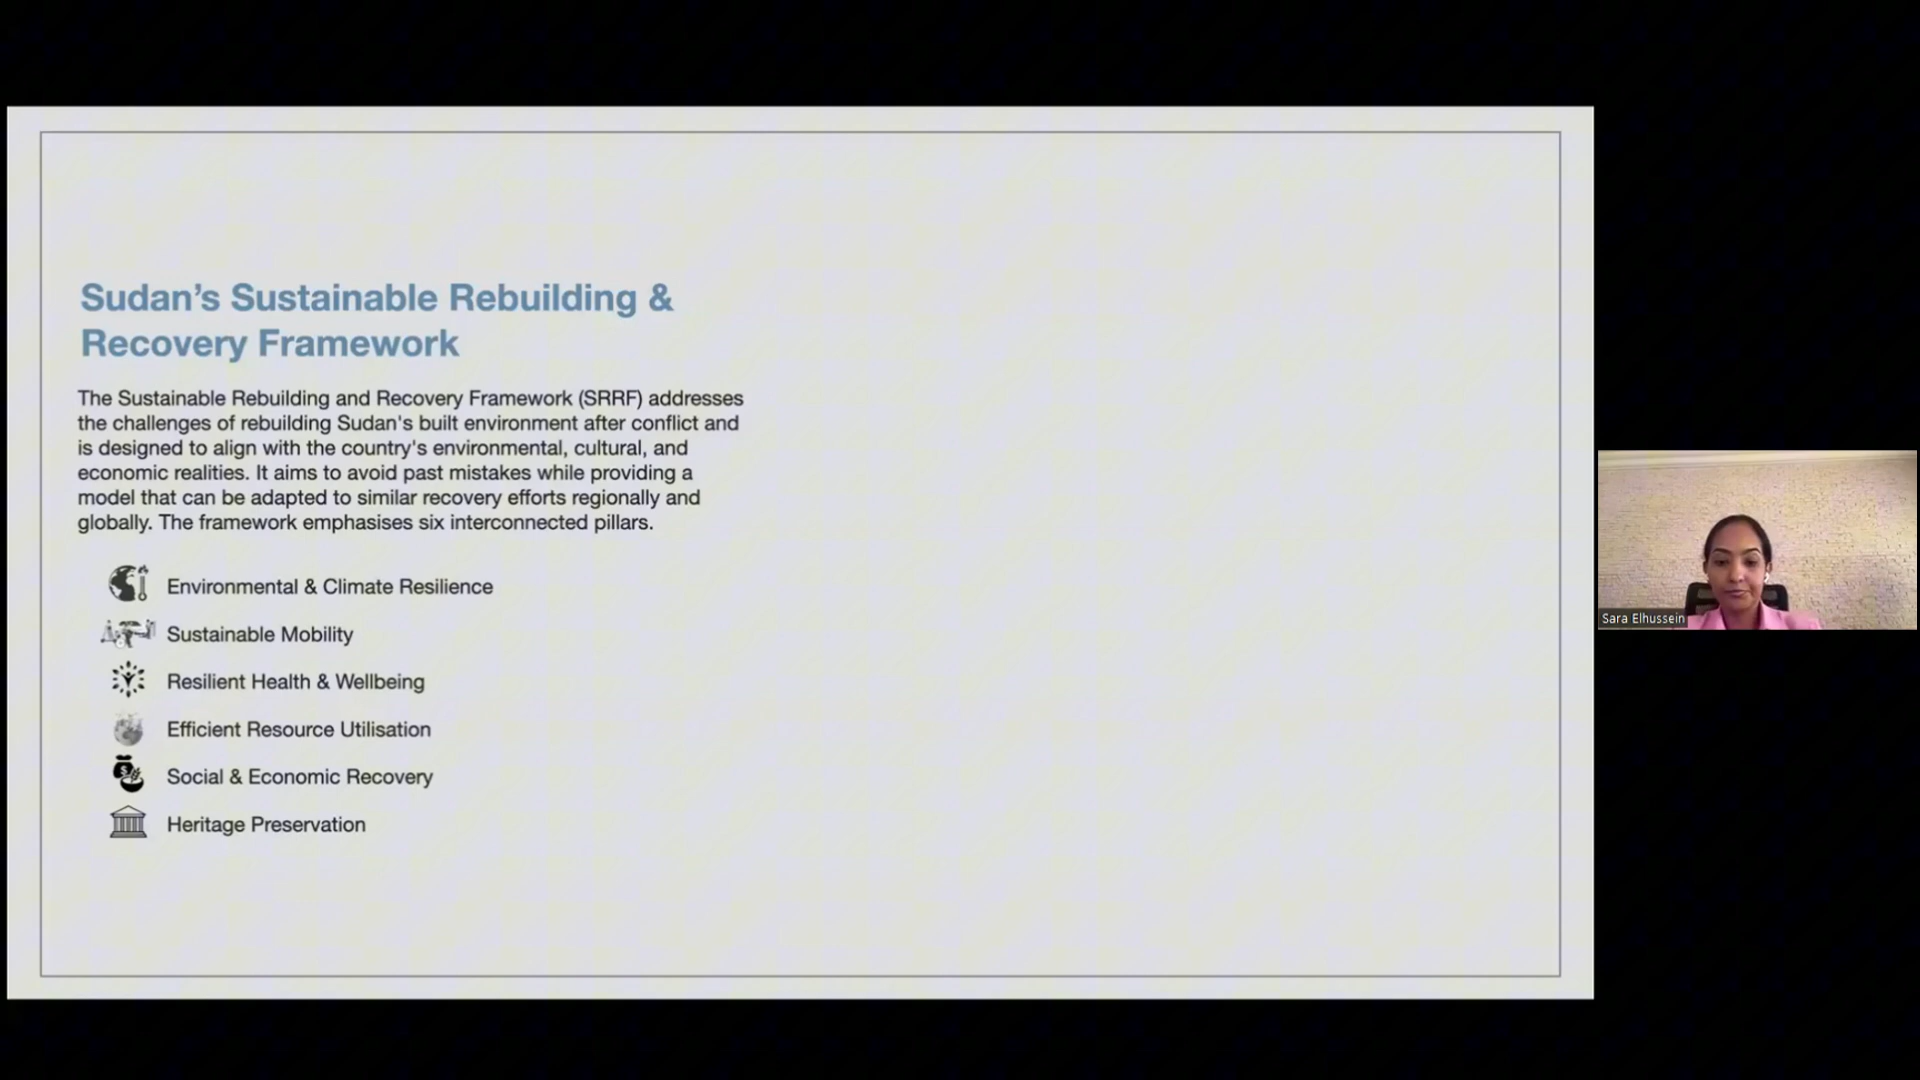 Sudan’s Sustainable Rebuilding &
Recovery Framework
The Sustainable Rebuilding and Recovery Framework (SRRF) addresses
the challenges of rebuilding Sudan's built environment after conflict and
is designed to align with the country's environmental, cultural, and
economic realities. It aims to avoid past mistakes while providing a
model that can be adapted to similar recovery efforts regionally and
globally. The framework emphasises six interconnected pillars.
Environmental & Climate Resilience
Sustainable Mobility
Resilient Health & Wellbeing
Efficient Resource Utilisation
Social & Economic Recovery
Heritage Preservation
Sara Elhussein